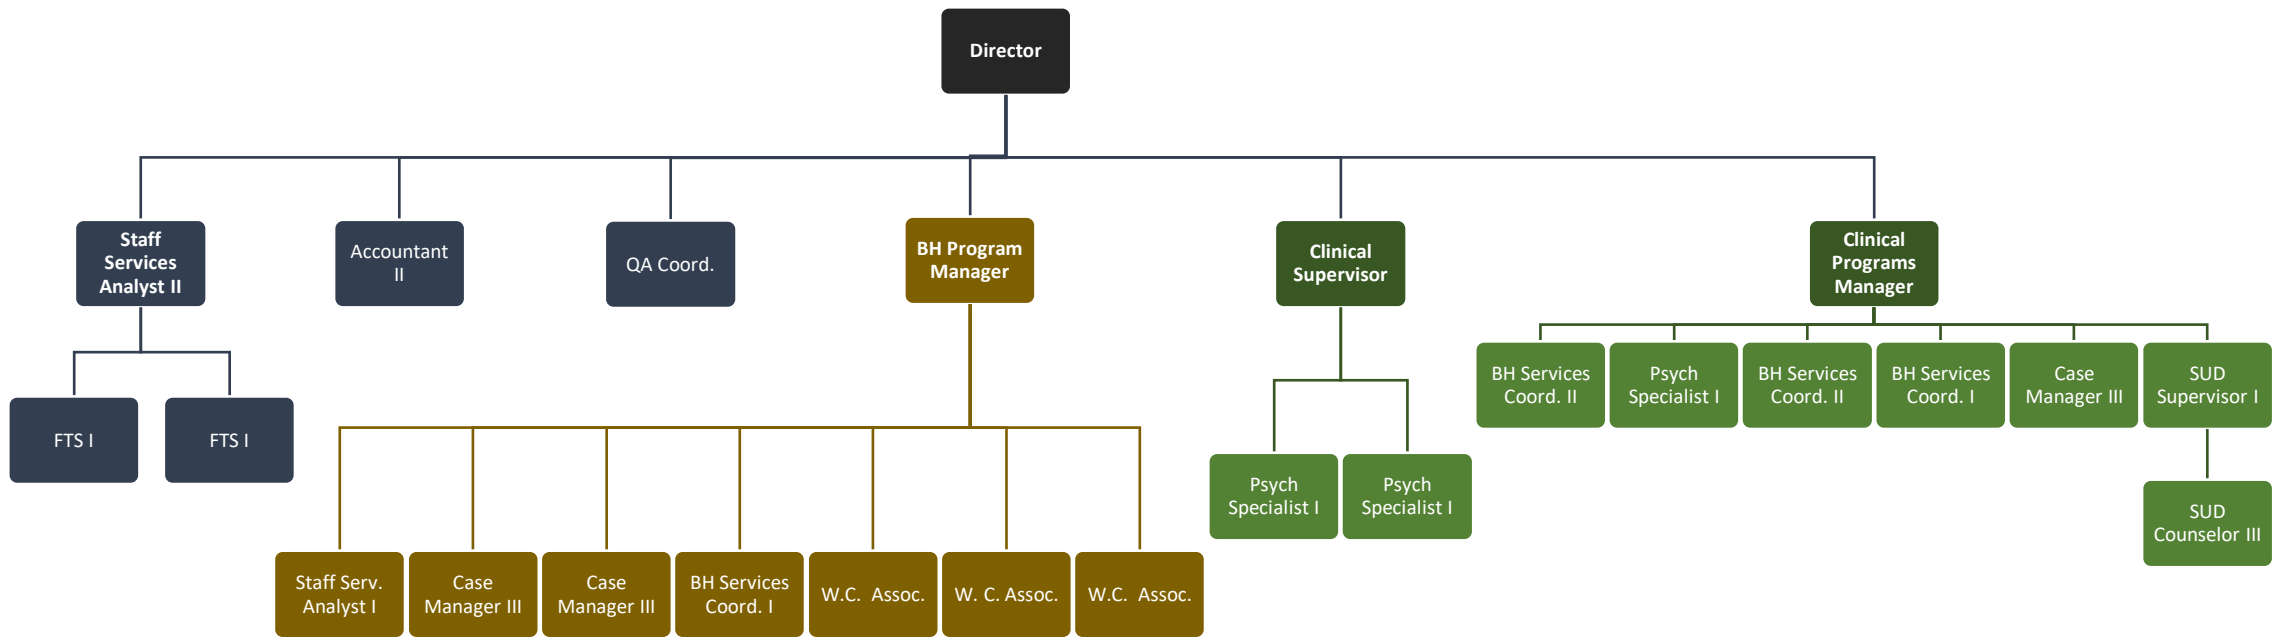 Director
Staff
Services
Analyst II
Accountant
II
QA Coord.
BH Program
Manager
Clinical
Supervisor
Clinical
Programs
Manager
FTS I
FTS I
BH Services
Coord. II
Psych
Specialist I
BH Services
Coord. II
BH Services
Coord. I
Case
Manager III
SUD
Supervisor I
Psych
Specialist I
Psych
Specialist I
SUD
Counselor III
Staff Serv.
Analyst I
Case
Manager III
Case
Manager III
BH Services
Coord. I
W.C.  Assoc.
W. C. Assoc.
W.C.  Assoc.